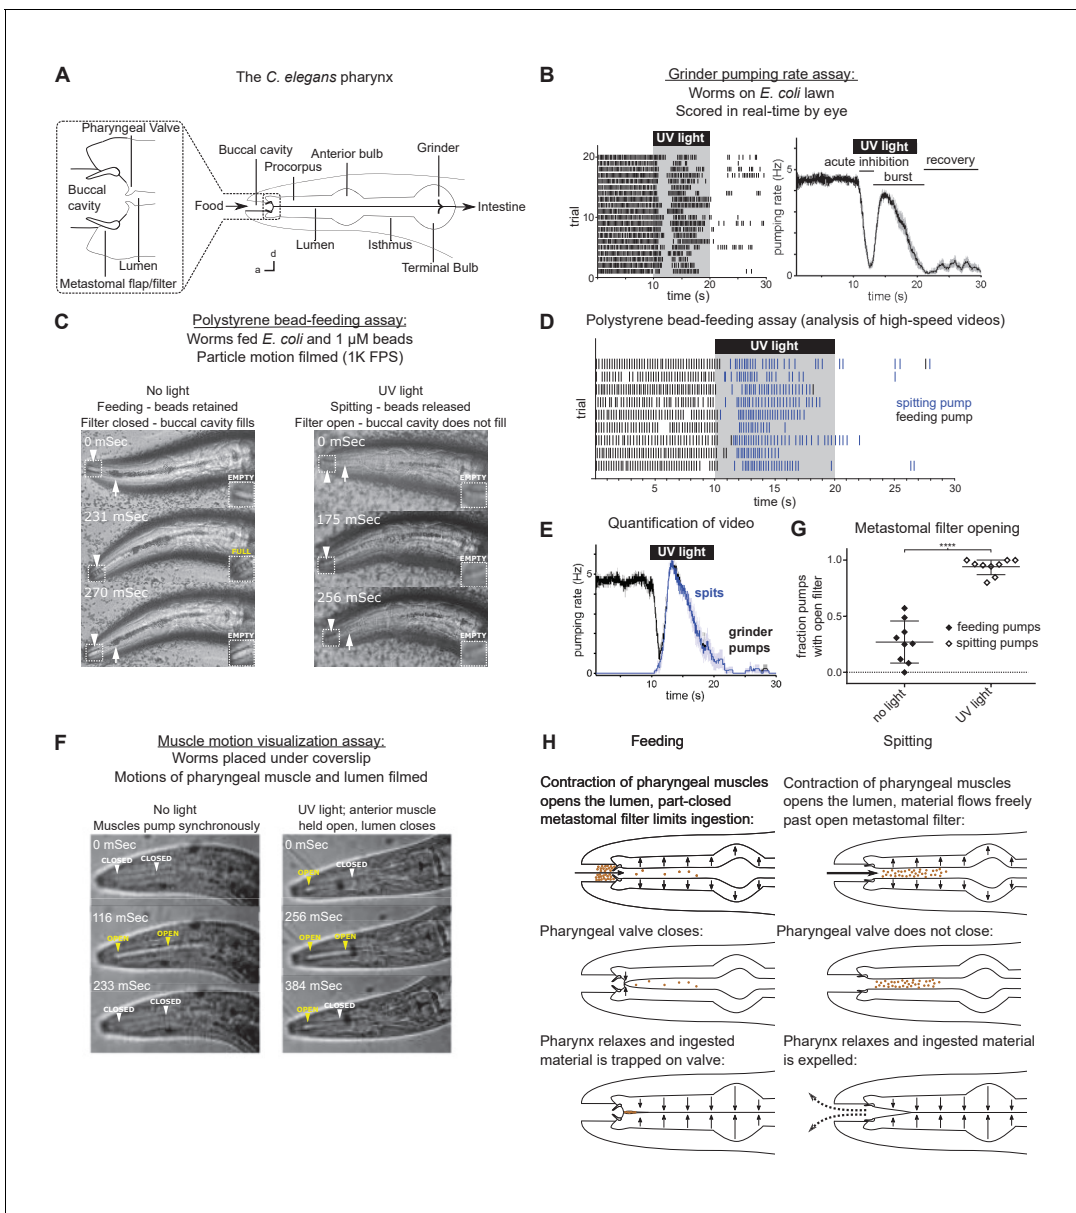 A
The C. elegans pharynx
Pharyngeal Valve
Buccal cavity
Procorpus
Anterior bulb
Grinder
Buccal
cavity
Food
Intestine
Lumen
Lumen
Isthmus
Terminal Bulb
Metastomal flap/filter
d
a
B
Grinder pumping rate assay:
Worms on E. coli lawn
Scored in real-time by eye
UV light
20
10
0
trial
0
10
20
30
time (s)
UV light
acute inhibition
burst
recovery
5
0
pumping rate (Hz)
0
10
20
30
time (s)
C
Polystyrene bead-feeding assay:
Worms fed E. coli and 1 µM beads
Particle motion filmed (1K FPS)
No light
Feeding - beads retained
Filter closed - buccal cavity fills
0 mSec
EMPTY
231 mSec
FULL
270 mSec
EMPTY
UV light
Spitting - beads released
Filter open - buccal cavity does not fill
0 mSec
EMPTY
175 mSec
EMPTY
256 mSec
EMPTY
D
Polystyrene bead-feeding assay (analysis of high-speed videos)
UV light
trial
spitting pump
feeding pump
5
10
15
20
25
30
time (s)
E
Quantification of video
UV light
6
0
pumping rate (Hz)
spits
grinder
pumps
0
10
20
30
time (s)
G
Metastomal filter opening
****
1.0
0.5
0.0
fraction pumps
with open filter
feeding pumps
spitting pumps
no light
UV light
F
Muscle motion visualization assay:
Worms placed under coverslip
Motions of pharyngeal muscle and lumen filmed
No light
Muscles pump synchronously
0 mSec
CLOSED
CLOSED
116 mSec
OPEN
OPEN
233 mSec
CLOSED
CLOSED
UV light; anterior muscle
held open, lumen closes
0 mSec
CLOSED
OPEN
256 mSec
OPEN
OPEN
384 mSec
OPEN
CLOSED
H
Feeding
Contraction of pharyngeal muscles
opens the lumen, part-closed
metastomal filter limits ingestion:
Pharyngeal valve closes:
Pharynx relaxes and ingested
material is trapped on valve:
Spitting
Contraction of pharyngeal muscles
opens the lumen, material flows freely
past open metastomal filter:
Pharyngeal valve does not close:
Pharynx relaxes and ingested material
is expelled: